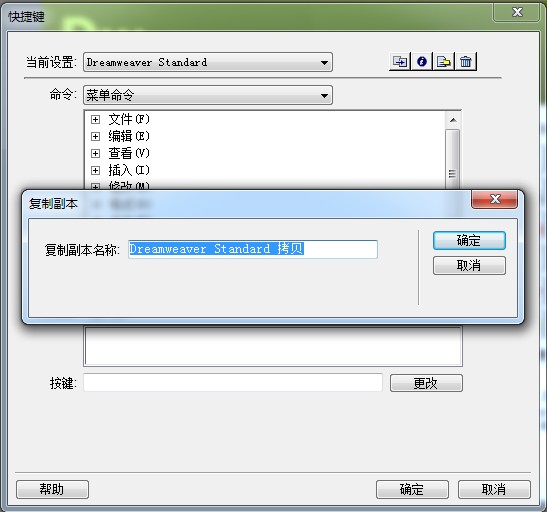 快捷键
当前设置: Dreamweaver Standard
命令: 菜单命令
文件(F)
编辑(E)
查看(V)
插入(I)
修改(M)
复制副本
复制副本名称: Dreamweaver Standard 拷贝
确定
取消
按键: 更改
帮助 确定 取消